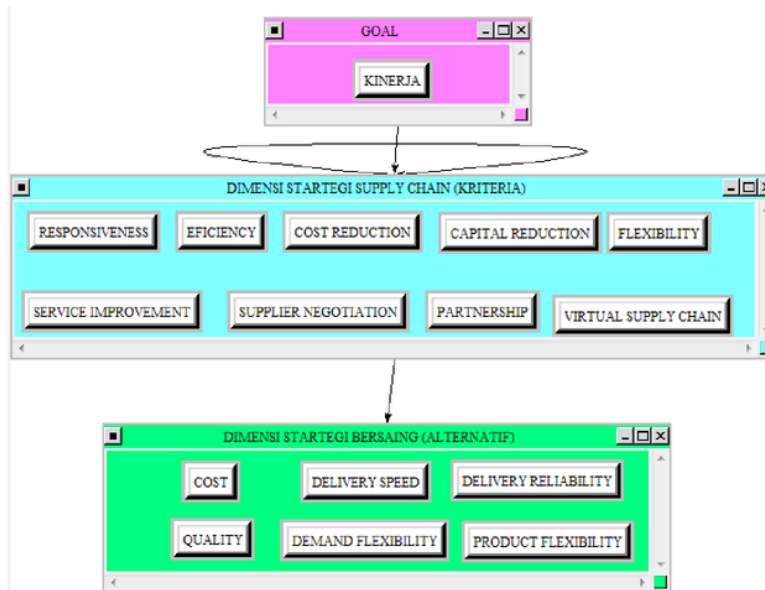 GOAL
KINERJA
DIMENSI STARTEGI SUPPLY CHAIN (KRITERIA)
RESPONSIVENESS EFICIENCY COST REDUCTION CAPITAL REDUCTION FLEXIBILITY
SERVICE IMPROVEMENT SUPPLIER NEGOTIATION PARTNERSHIP VIRTUAL SUPPLY CHAIN
DIMENSI STARTEGI BERSAING (ALTERNATIF)
COST DELIVERY SPEED DELIVERY RELIABILITY
QUALITY DEMAND FLEXIBILITY PRODUCT FLEXIBILITY